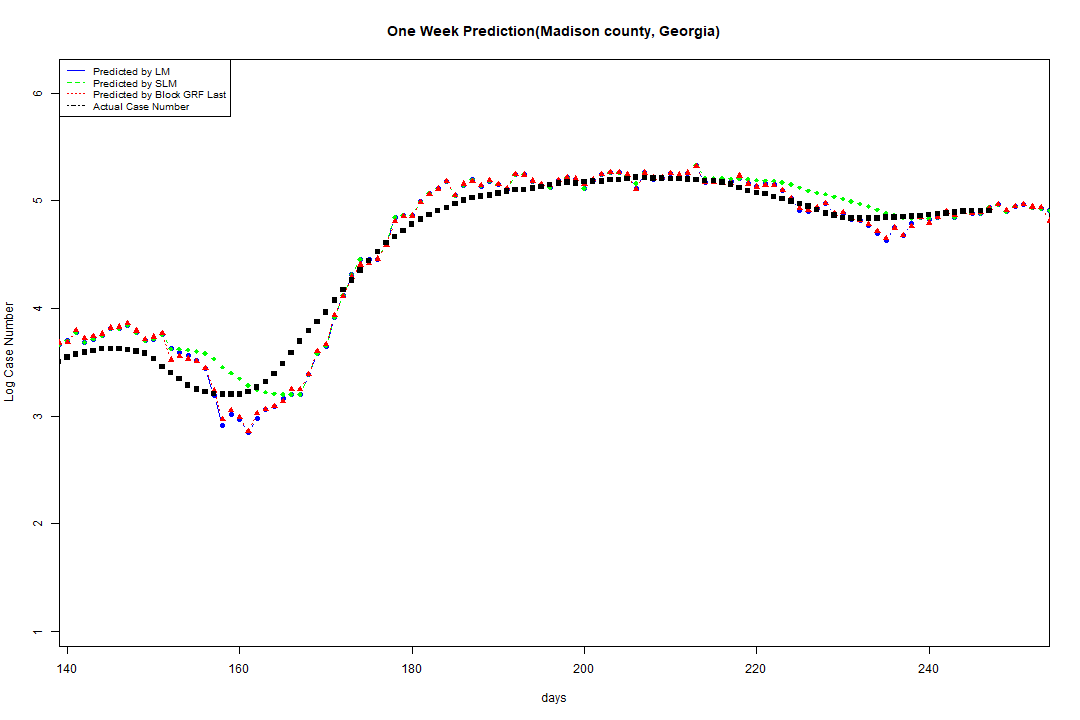 One Week Prediction(Madison county, Georgia)
Predicted by LM
Predicted by SLM
Predicted by Block GRF Last
Actual Case Number
Log Case Number
6
5
4
3
2
1
140 160 180 200 220 240
days